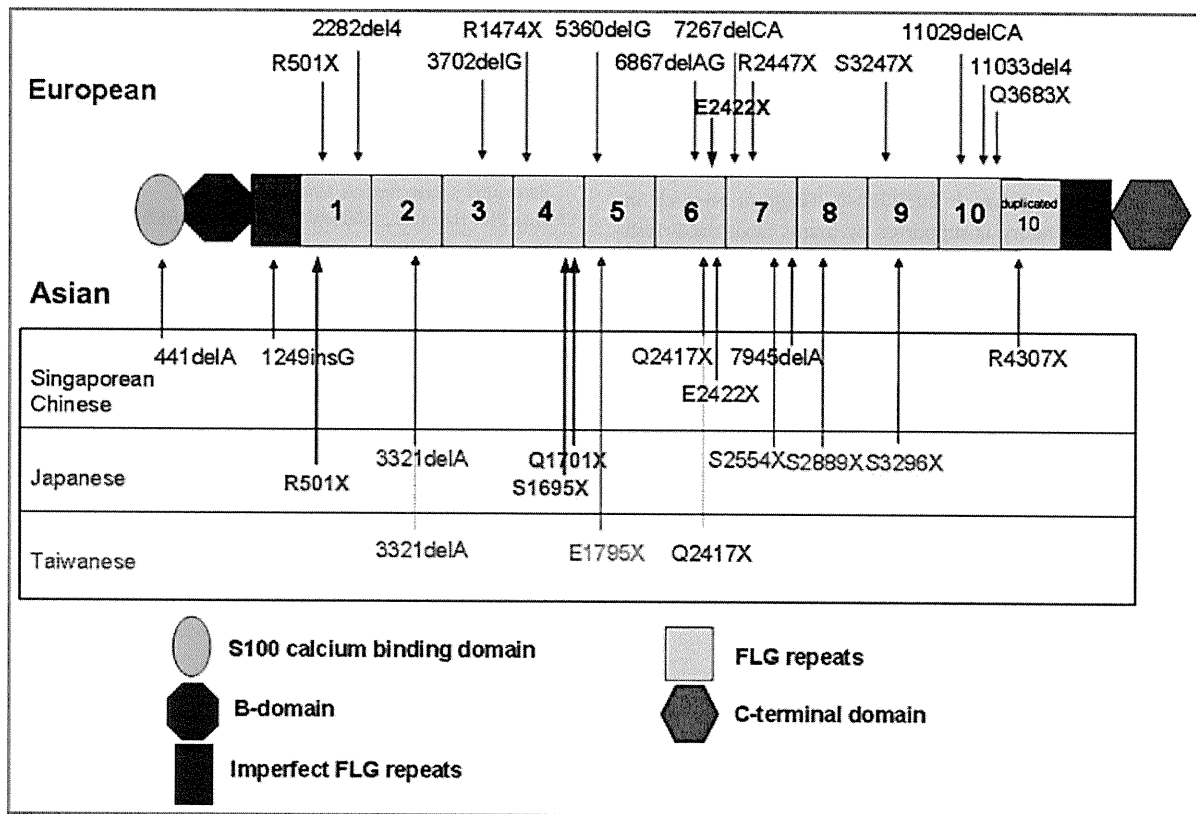 2282del4 R1474X 5360delG 7267delCA 11029delCA
R501X 3702delG 6867delAG R2447X S3247X 11033del4
European E2422X Q3683X
1 2 3 4 5 6 7 8 9 10 duplicated 10
Asian
441delA 1249insG Q2417X 7945delA R4307X
Singaporean
Chinese
E2422X
3321delA Q1701X S2554X S2889X S3296X
Japanese R501X S1695X
Taiwanese 3321delA E1795X Q2417X
S100 calcium binding domain FLG repeats
B-domain C-terminal domain
Imperfect FLG repeats